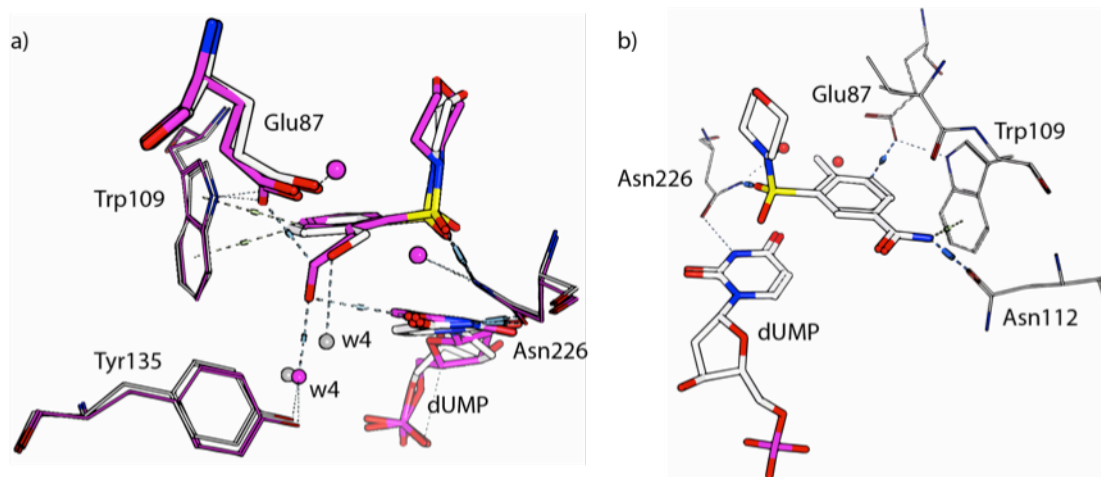 a)
Glu87
Trp109
Tyr135
w4
w4
dUMP
Asn226
b)
Glu87
Trp109
Asn226
dUMP
Asn112